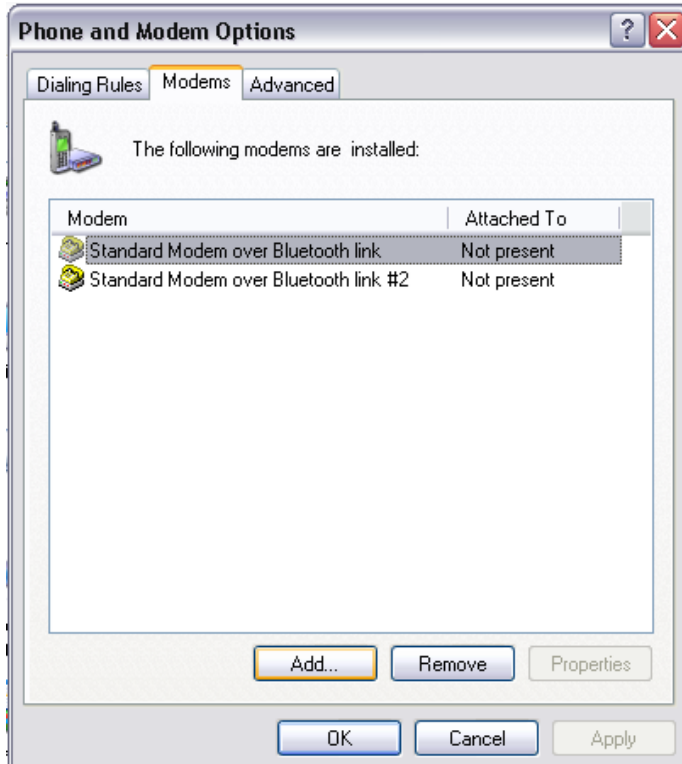 Phone and Modem Options
?
Dialing Rules Modems Advanced
The following modems are installed:
Modem Attached To
Standard Modem over Bluetooth link Not present
Standard Modem over Bluetooth link #2 Not present
Add... Remove Properties
OK Cancel Apply